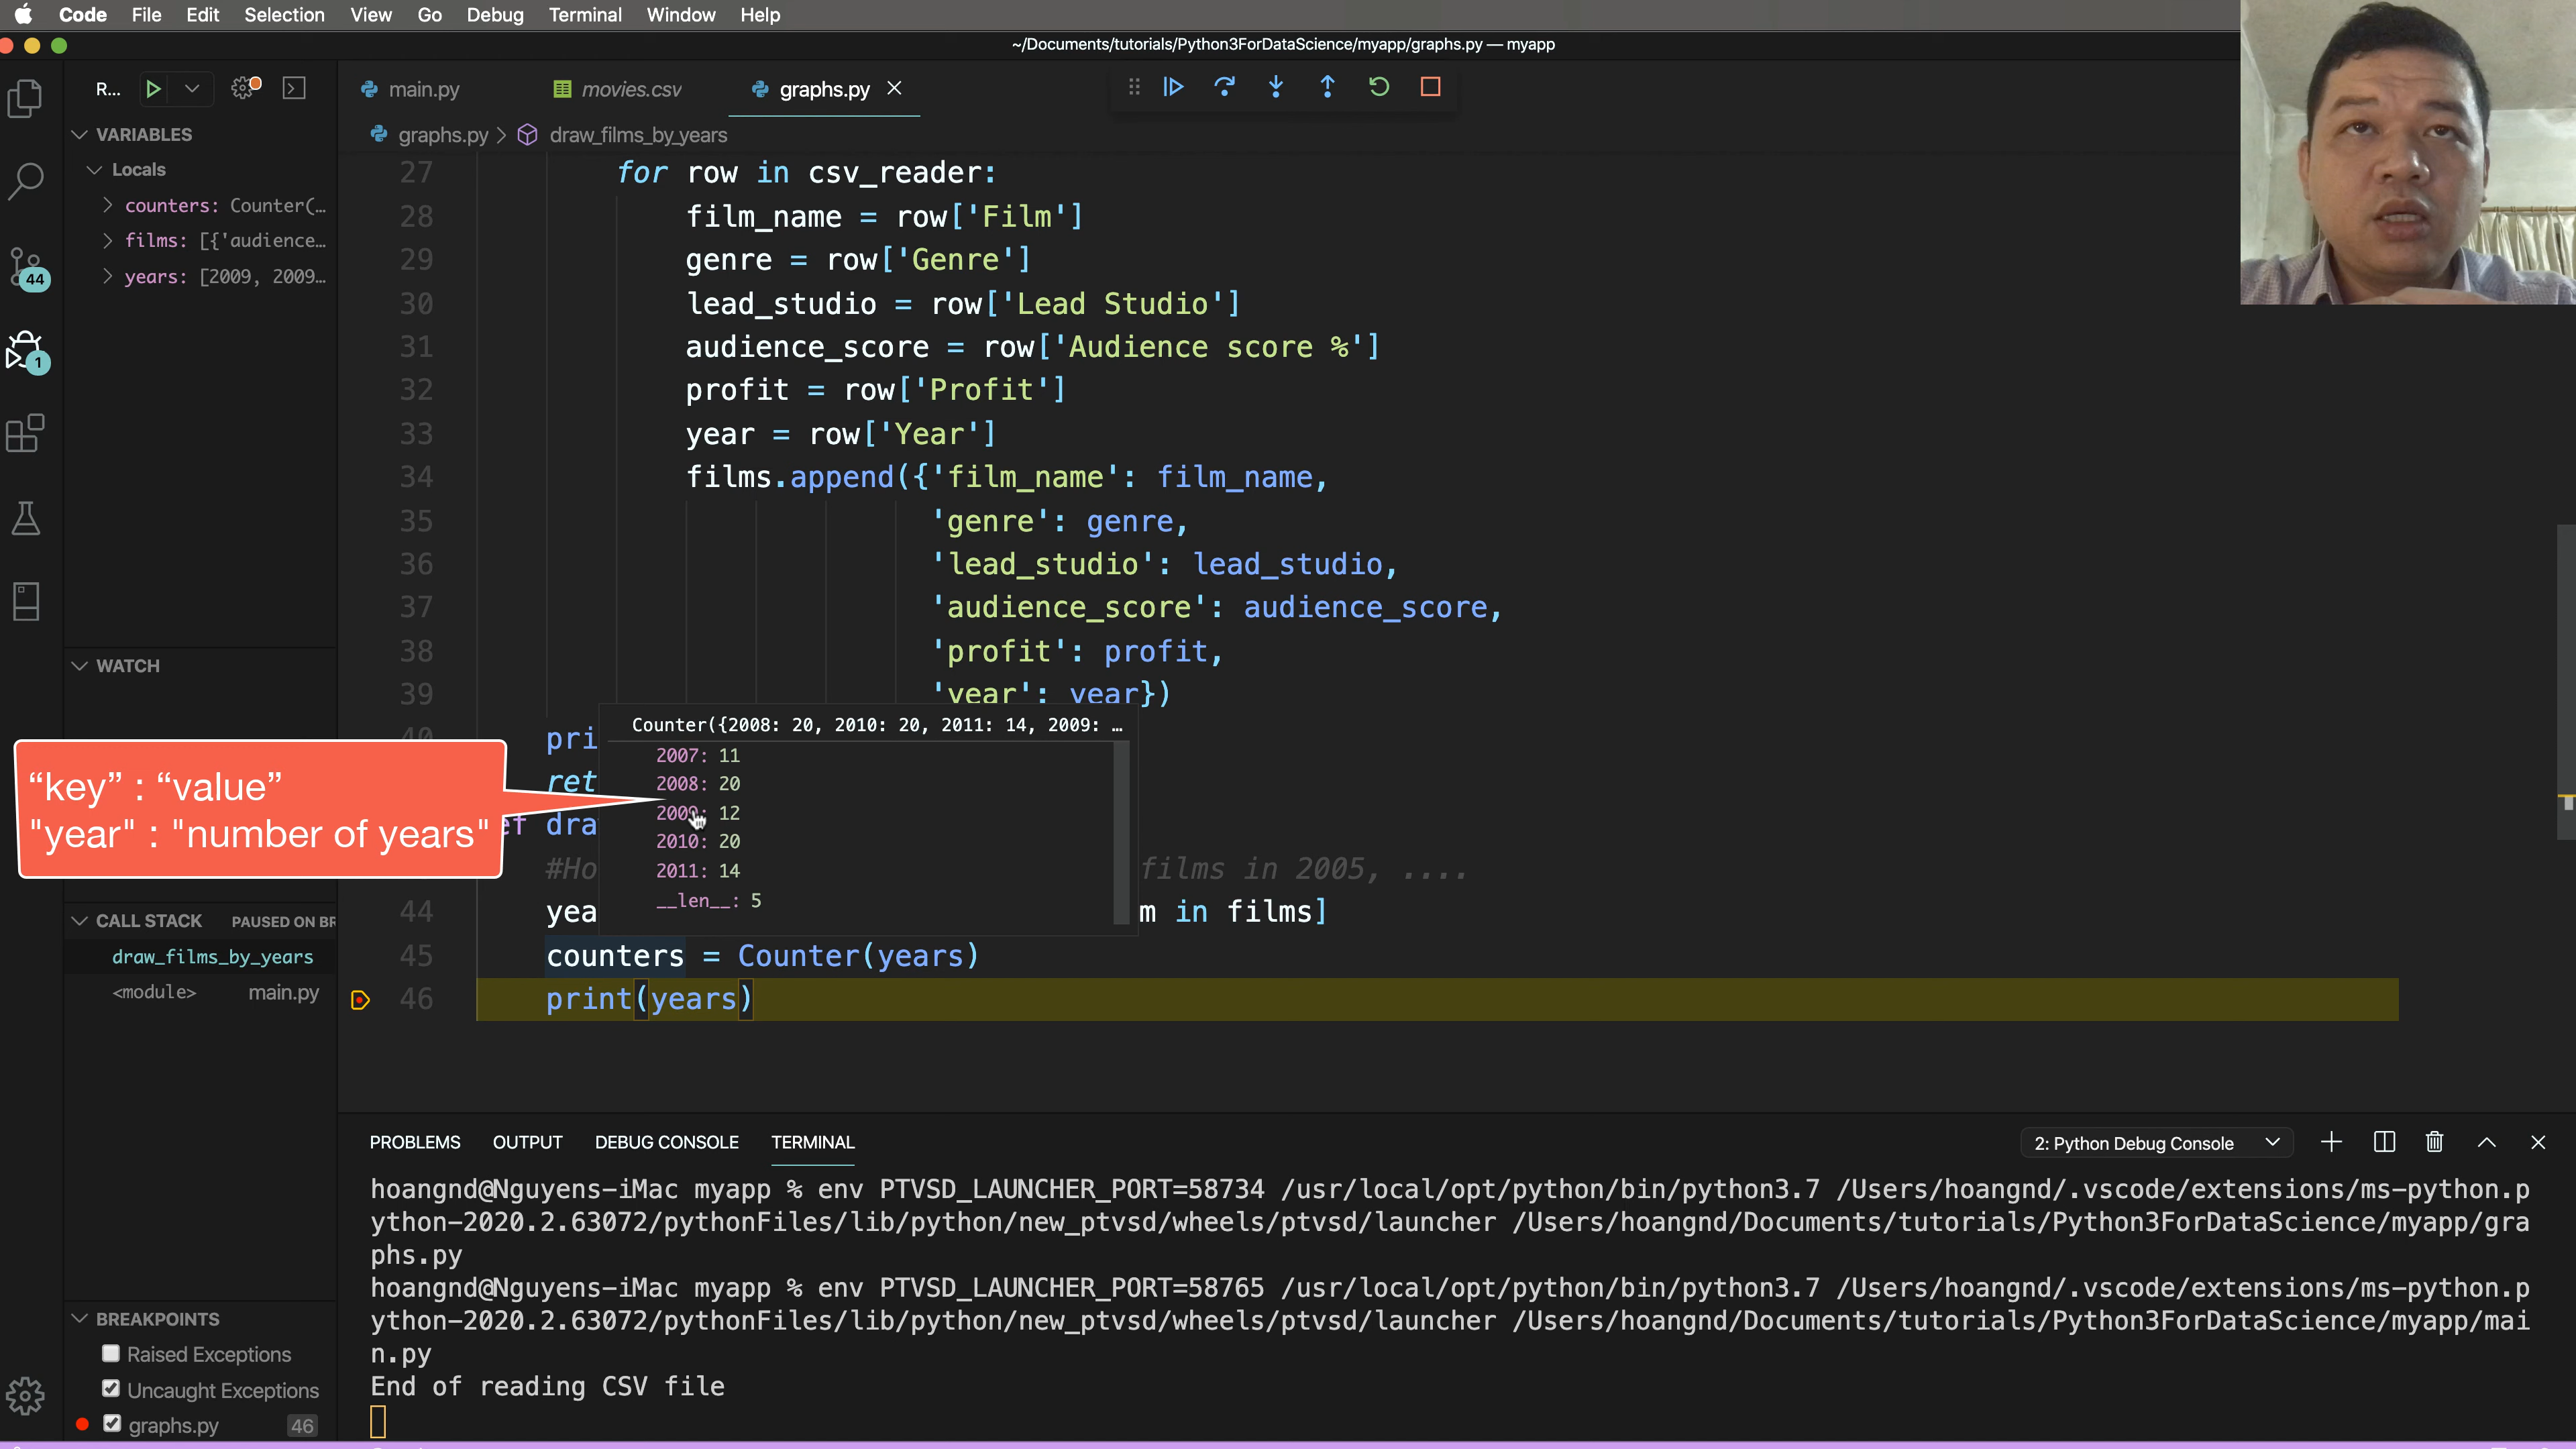 Code File Edit Selection View Go Debug Terminal Window Help
~/Documents/tutorials/Python3ForDataScience/myapp/graphs.py — myapp
R...
main.py
movies.csv
graphs.py
graphs.py > draw_films_by_years
VARIABLES
Locals
counters: Counter(...
films: [{'audience...
years: [2009, 2009...
44
1
WATCH
CALL STACK PAUSED ON BR
draw_films_by_years
<module> main.py
BREAKPOINTS
Raised Exceptions
Uncaught Exceptions
graphs.py 46
27 for row in csv_reader:
28 film_name = row['Film']
29 genre = row['Genre']
30 lead_studio = row['Lead Studio']
31 audience_score = row['Audience score %']
32 profit = row['Profit']
33 year = row['Year']
34 films.append({'film_name': film_name,
35 'genre': genre,
36 'lead_studio': lead_studio,
37 'audience_score': audience_score,
38 'profit': profit,
39 'year': year})
40 pri
ret
ef dra
#Ho films in 2005, ....
44 yea m in films]
45 counters = Counter(years)
46 print(years)
Counter({2008: 20, 2010: 20, 2011: 14, 2009: …
2007: 11
2008: 20
2009: 12
2010: 20
2011: 14
__len__: 5
“key” : “value”
"year" : "number of years"
PROBLEMS OUTPUT DEBUG CONSOLE TERMINAL
2: Python Debug Console
hoangnd@Nguyens-iMac myapp % env PTVSD_LAUNCHER_PORT=58734 /usr/local/opt/python/bin/python3.7 /Users/hoangnd/.vscode/extensions/ms-python.p
ython-2020.2.63072/pythonFiles/lib/python/new_ptvsd/wheels/ptvsd/launcher /Users/hoangnd/Documents/tutorials/Python3ForDataScience/myapp/gra
phs.py
hoangnd@Nguyens-iMac myapp % env PTVSD_LAUNCHER_PORT=58765 /usr/local/opt/python/bin/python3.7 /Users/hoangnd/.vscode/extensions/ms-python.p
ython-2020.2.63072/pythonFiles/lib/python/new_ptvsd/wheels/ptvsd/launcher /Users/hoangnd/Documents/tutorials/Python3ForDataScience/myapp/mai
n.py
End of reading CSV file